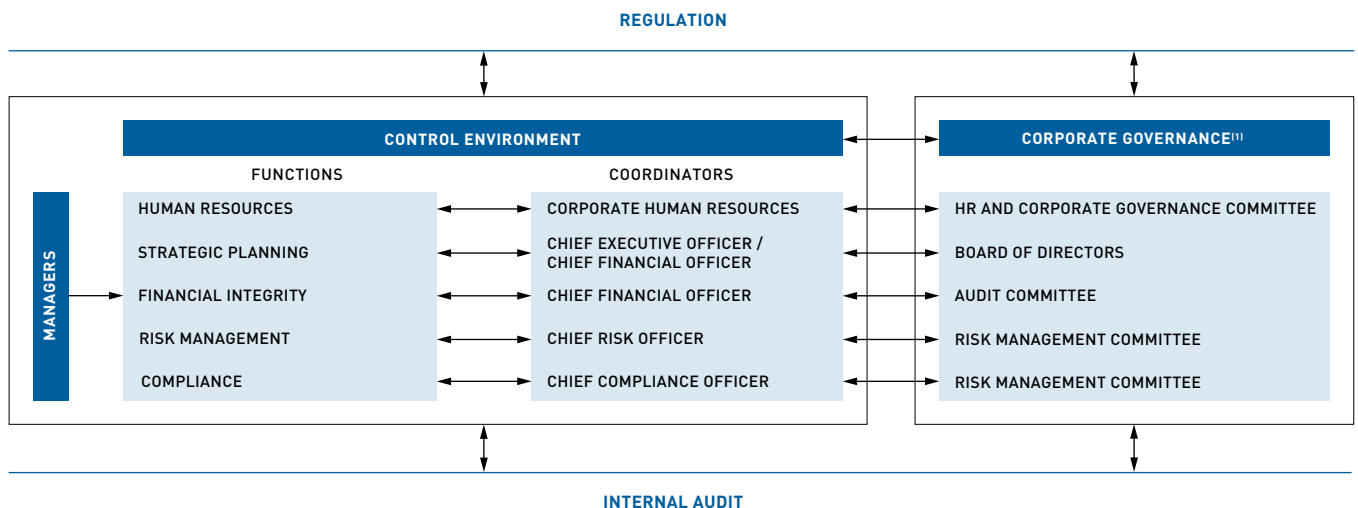 REGULATION
CONTROL ENVIRONMENT
CORPORATE GOVERNANCE(1)
FUNCTIONS
COORDINATORS
MANAGERS
HUMAN RESOURCES
CORPORATE HUMAN RESOURCES
HR AND CORPORATE GOVERNANCE COMMITTEE
STRATEGIC PLANNING
CHIEF EXECUTIVE OFFICER /
CHIEF FINANCIAL OFFICER
BOARD OF DIRECTORS
FINANCIAL INTEGRITY
CHIEF FINANCIAL OFFICER
AUDIT COMMITTEE
RISK MANAGEMENT
CHIEF RISK OFFICER
RISK MANAGEMENT COMMITTEE
COMPLIANCE
CHIEF COMPLIANCE OFFICER
RISK MANAGEMENT COMMITTEE
INTERNAL AUDIT